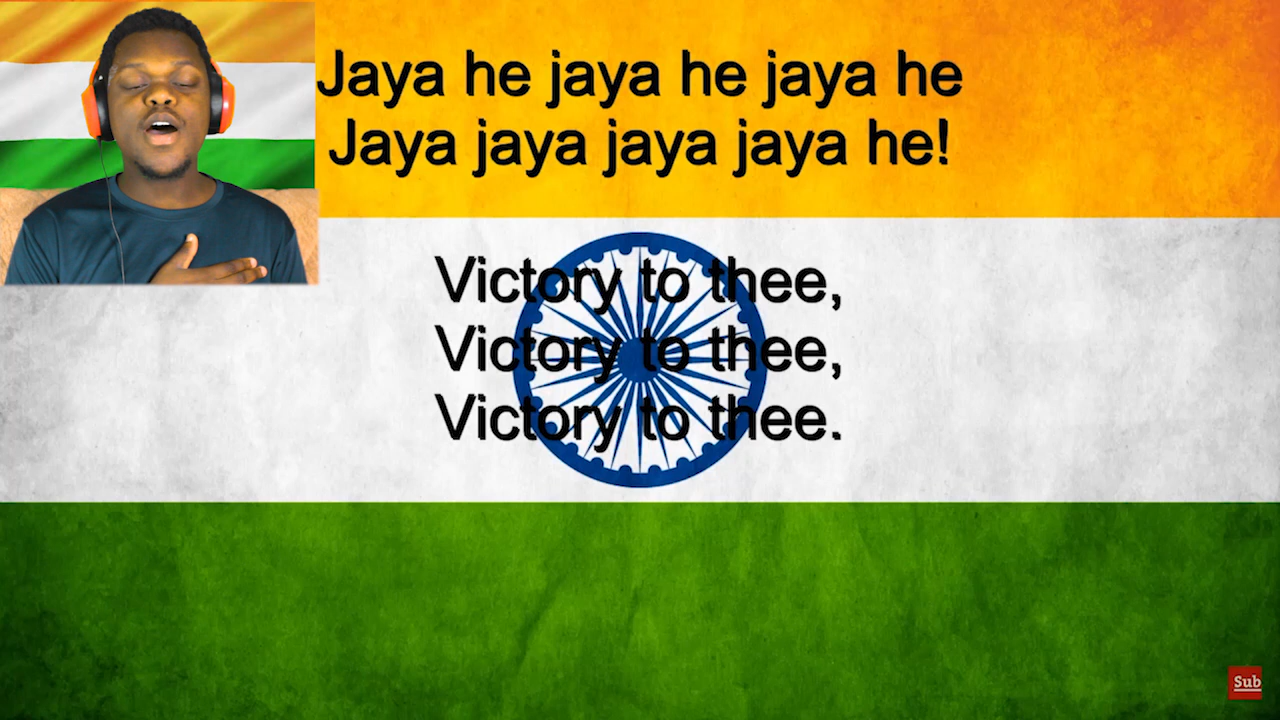 Jaya he jaya he jaya he
Jaya jaya jaya jaya he!
Victory to thee,
Victory to thee,
Victory to thee.
Sub